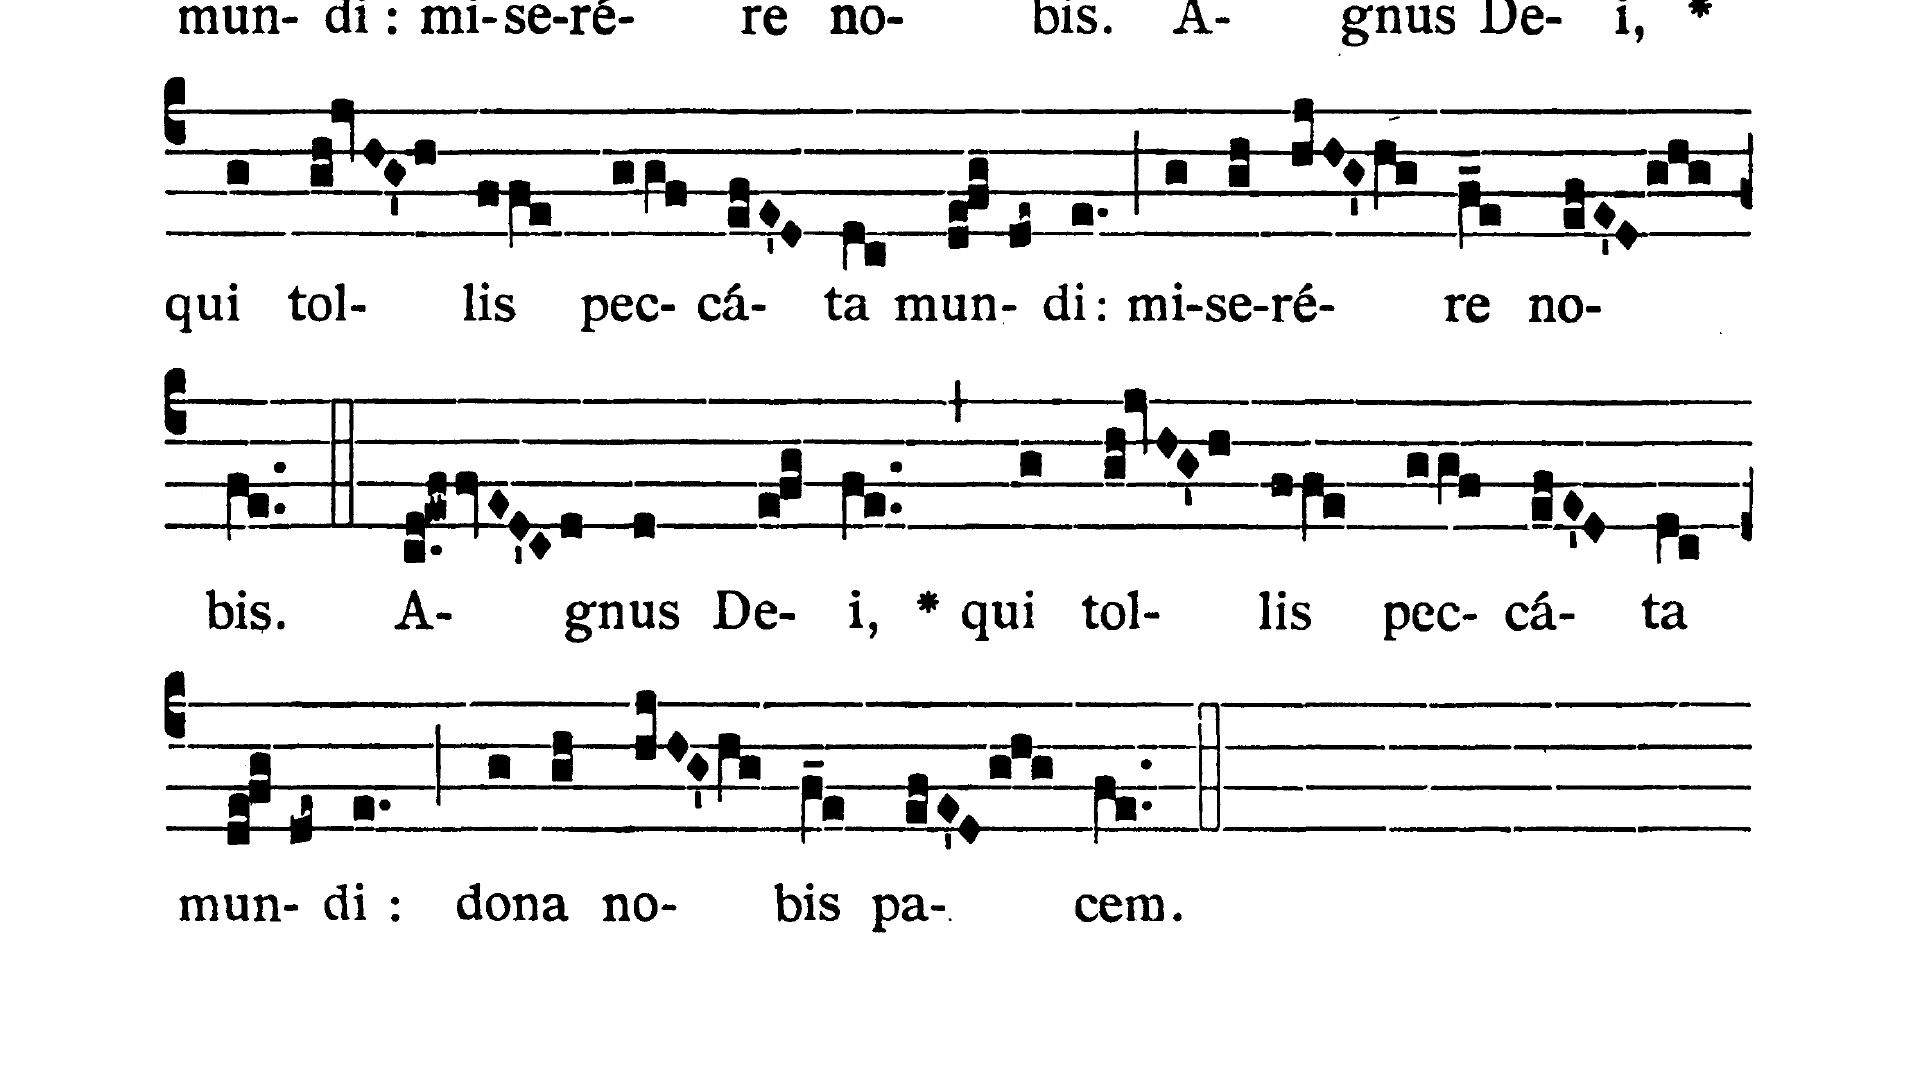 mun- di : mi-se-ré- re no- bis. A- gnus De- i, *
qui tol- lis pec- cá- ta mun- di : mi-se-ré- re no-
bis. A- gnus De- i, * qui tol- lis pec- cá- ta
mun- di : dona no- bis pa- cem.